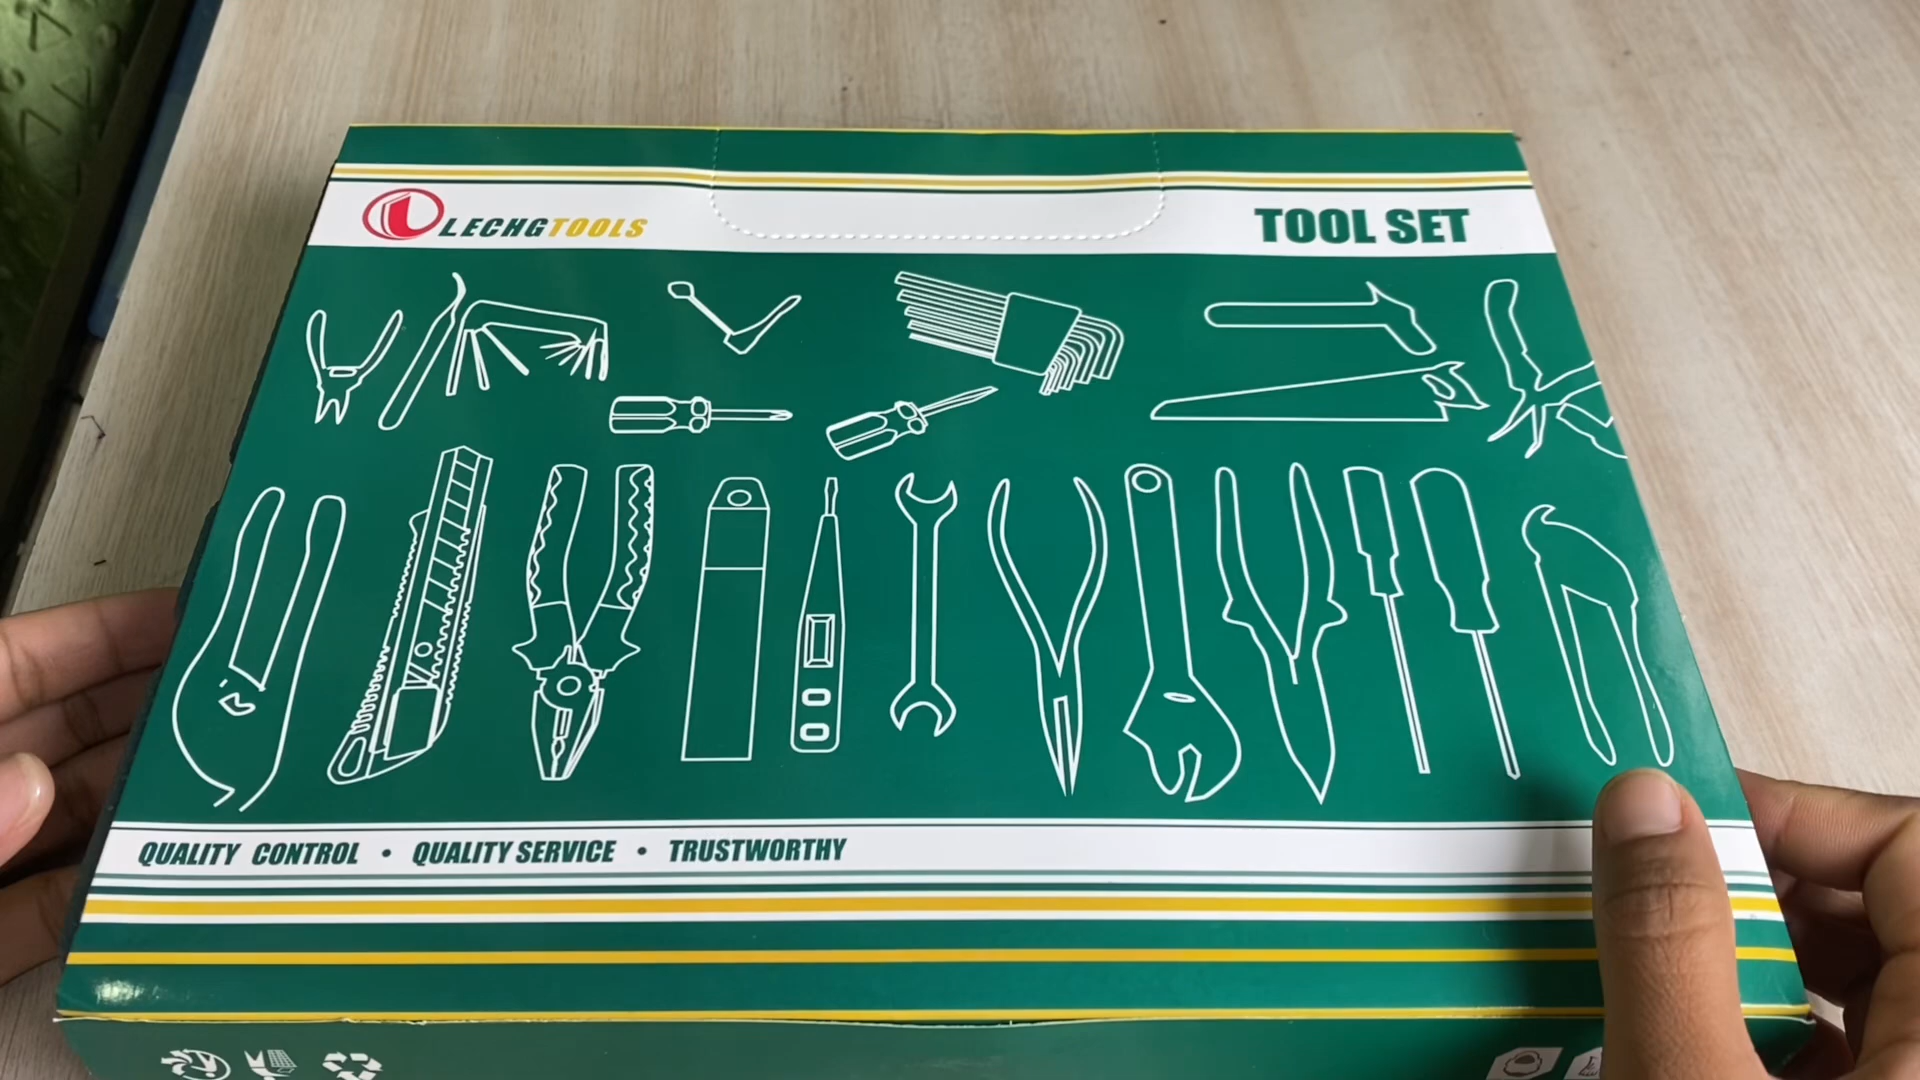 LECHGTOOLS
TOOL SET
QUALITY CONTROL • QUALITY SERVICE • TRUSTWORTHY